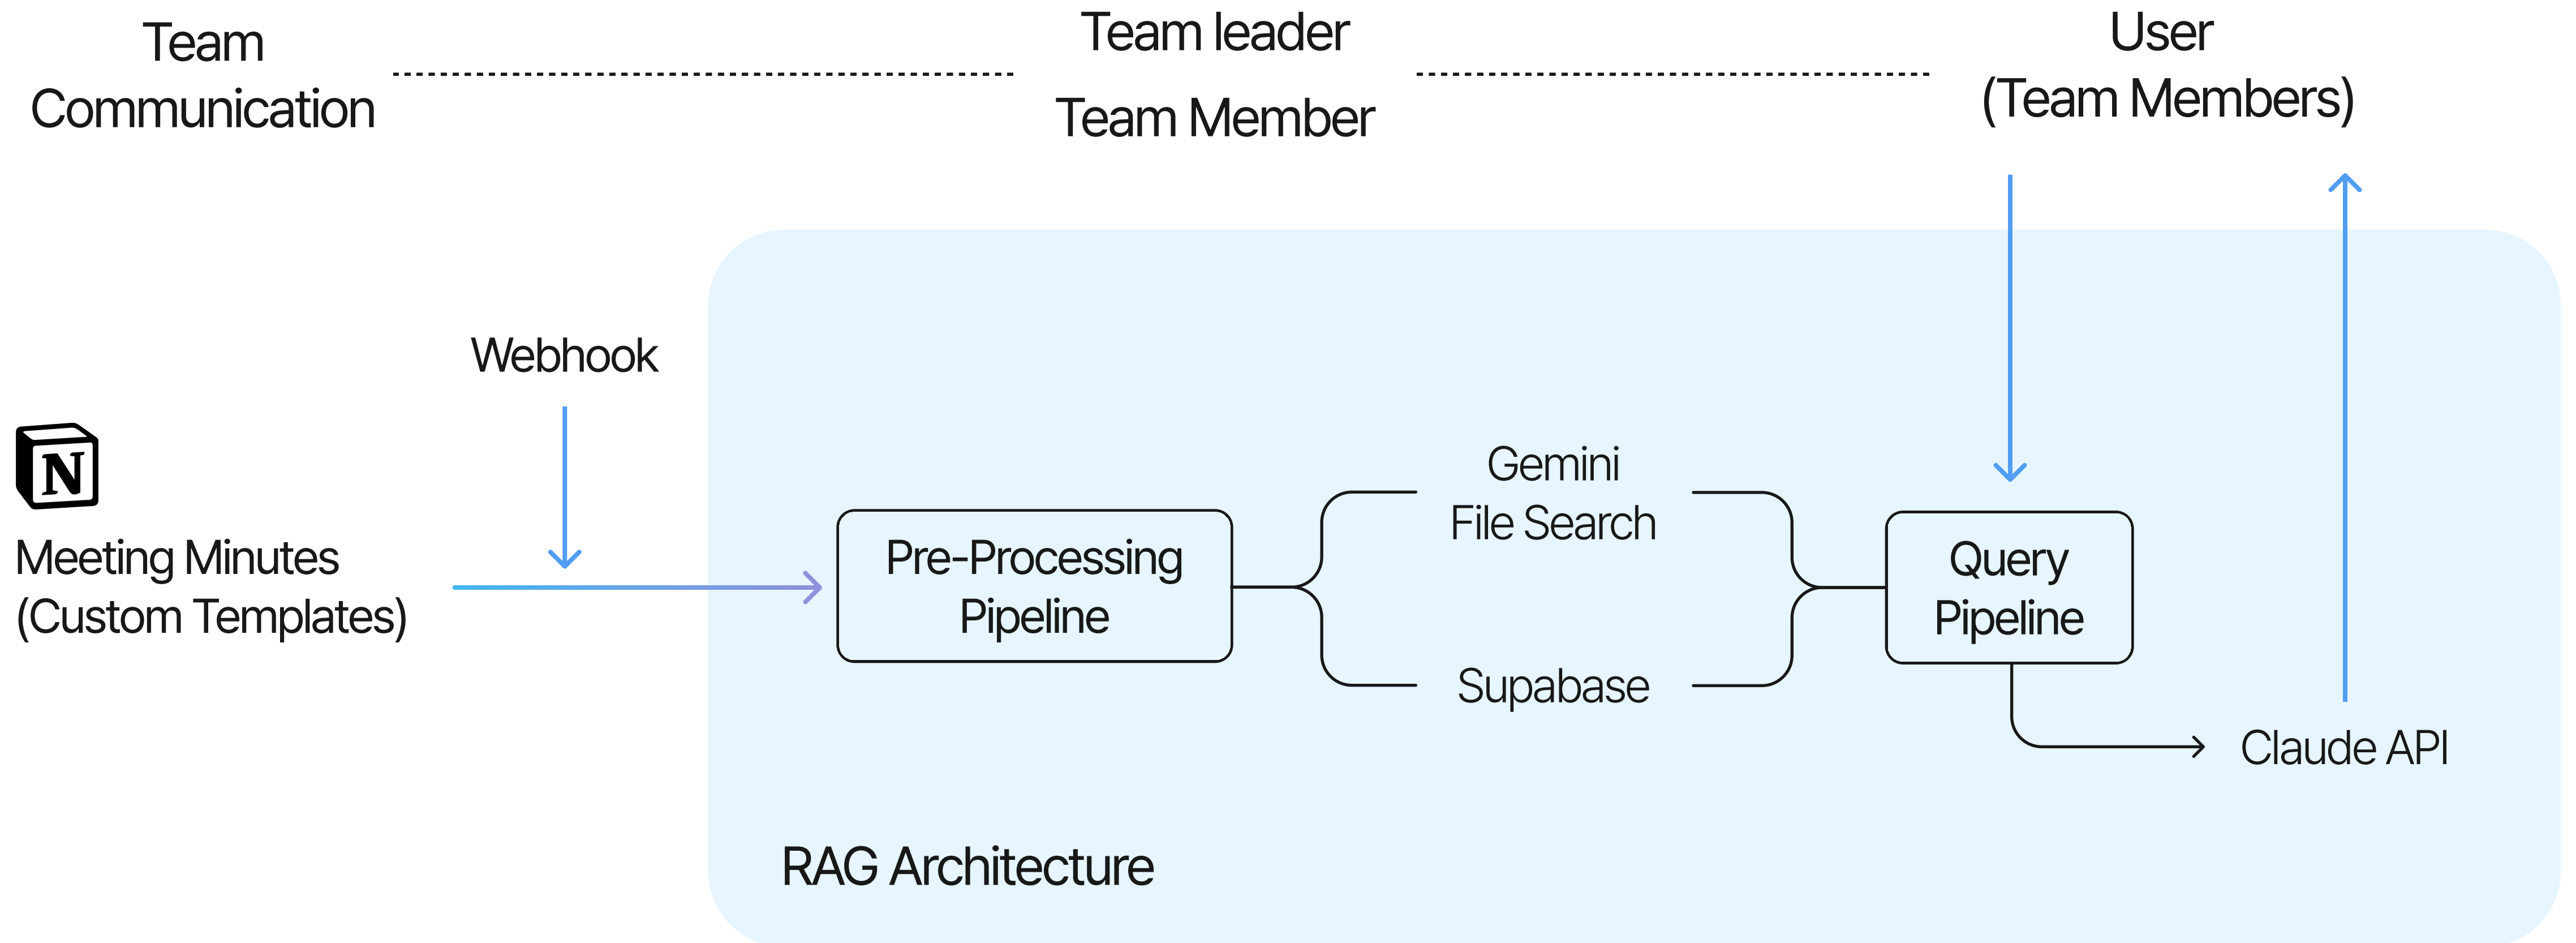 Team
Communication
Team leader
Team Member
User
(Team Members)
Webhook
N
Meeting Minutes
(Custom Templates)
Pre-Processing
Pipeline
Gemini
File Search
Supabase
Query
Pipeline
Claude API
RAG Architecture